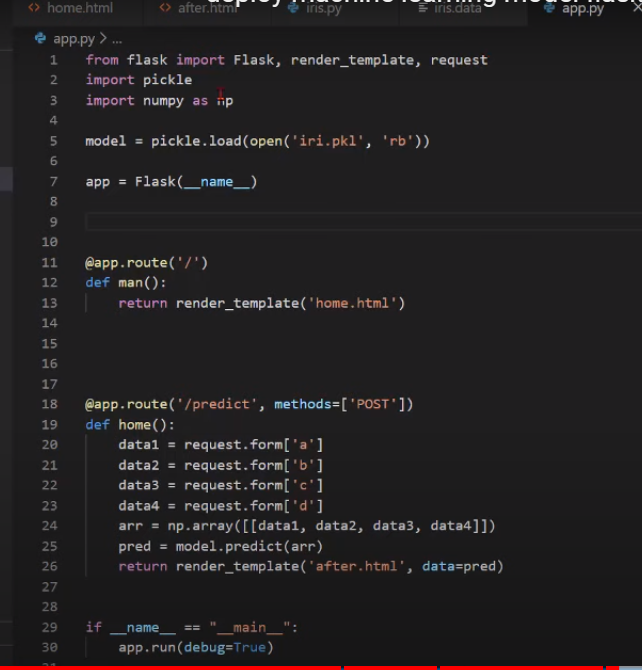 deploy machine learning model flask
home.html after.html iris.py iris.data app.py
app.py > ...
1 from flask import Flask, render_template, request
2 import pickle
3 import numpy as np
4
5 model = pickle.load(open('iri.pkl', 'rb'))
6
7 app = Flask(__name__)
8
9
10
11 @app.route('/')
12 def man():
13 return render_template('home.html')
14
15
16
17
18 @app.route('/predict', methods=['POST'])
19 def home():
20 data1 = request.form['a']
21 data2 = request.form['b']
22 data3 = request.form['c']
23 data4 = request.form['d']
24 arr = np.array([[data1, data2, data3, data4]])
25 pred = model.predict(arr)
26 return render_template('after.html', data=pred)
27
28
29 if __name__ == "__main__":
30 app.run(debug=True)